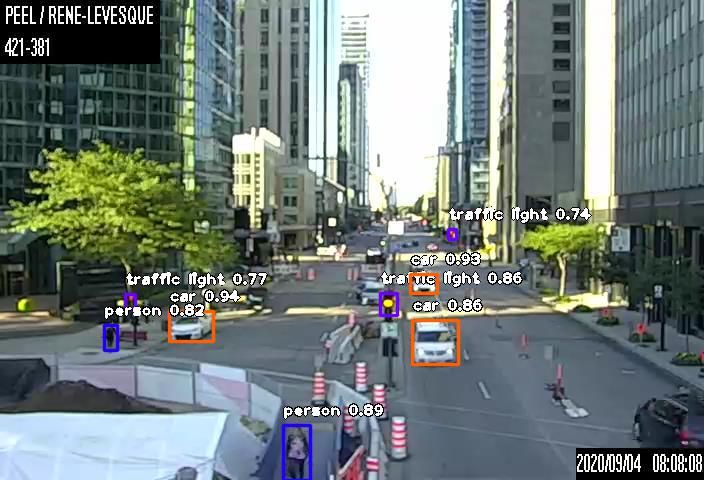 PEEL / RENE-LEVESQUE
421-381
traffic light 0.74
car 0.93
traffic light 0.77
traffic light 0.86
car 0.94
car 0.86
person 0.82
person 0.89
2020/09/04 08:08:08